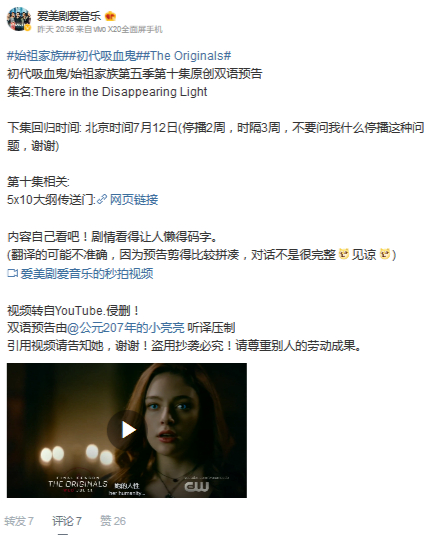 爱美剧爱音乐
昨天 20:56 来自 vivo X20全面屏手机
#始祖家族##初代吸血鬼##The Originals#
初代吸血鬼/始祖家族第五季第十集原创双语预告
集名:There in the Disappearing Light
下集回归时间: 北京时间7月12日(停播2周，时隔3周，不要问我什么停播这种问
题，谢谢)
第十集相关:
5x10大纲传送门: 网页链接
内容自己看吧！剧情看得让人懒得码字。
(翻译的可能不准确，因为预告剪得比较拼凑，对话不是很完整 见谅 )
爱美剧爱音乐的秒拍视频
视频转自YouTube.侵删！
双语预告由@公元207年的小亮亮 听译压制
引用视频请告知她，谢谢！盗用抄袭必究！请尊重别人的劳动成果。
THE ORIGINALS
她的人性
her humanity...
CW
转发 7 评论 7 赞 26